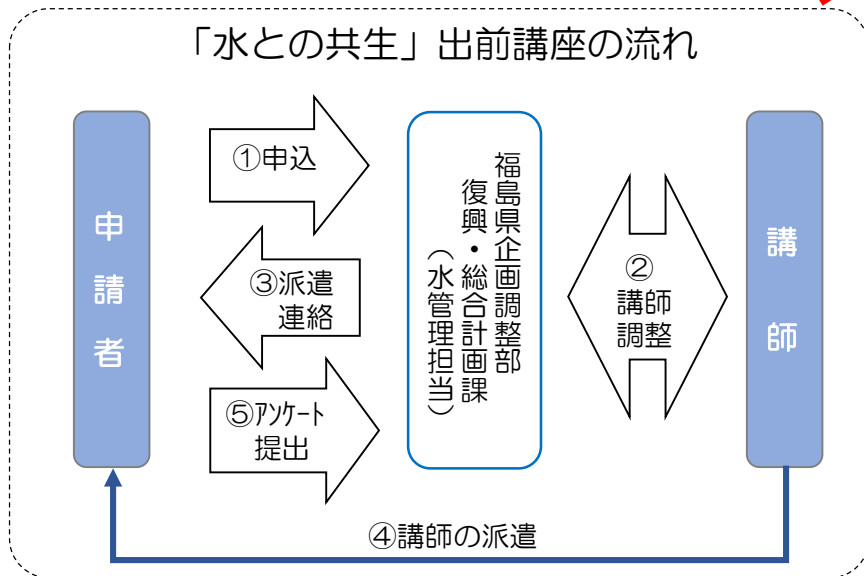 「水との共生」出前講座の流れ
申請者
①申込
③派遣
連絡
⑤ｱﾝｹｰﾄ
提出
福島県企画調整部
復興・総合計画課
（水管理担当）
②
講師
調整
講師
④講師の派遣